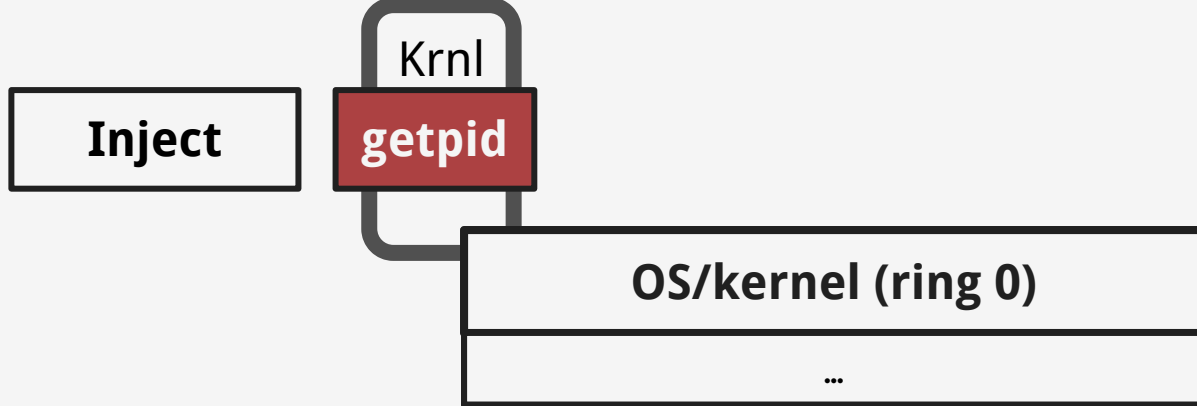 Krnl
Inject
getpid
OS/kernel (ring 0)
...